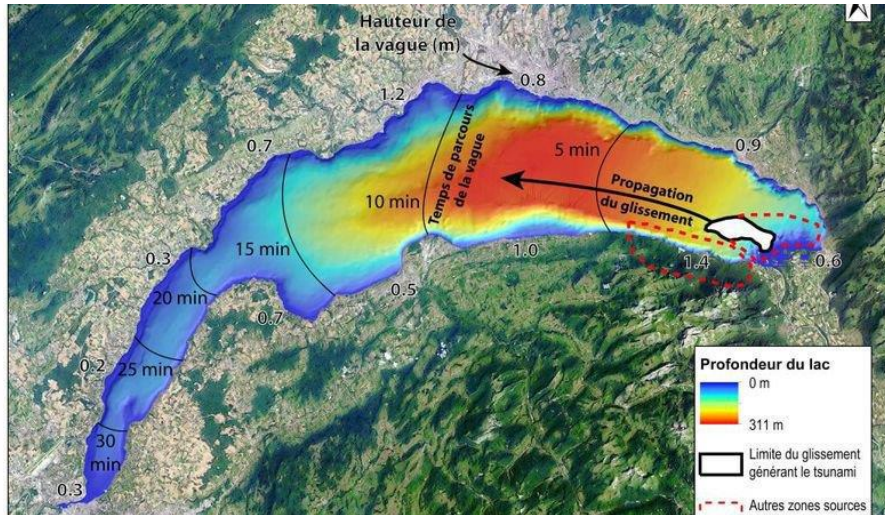 Hauteur de
la vague (m)
0.8
1.2
0.7
0.9
5 min
Temps de parcours
de la vague
10 min
Propagation
du glissement
15 min
1.0
1.4
0.6
0.3
20 min
0.7
0.5
0.2
25 min
30
min
0.3
Profondeur du lac
0 m
311 m
Limite du glissement
générant le tsunami
Autres zones sources